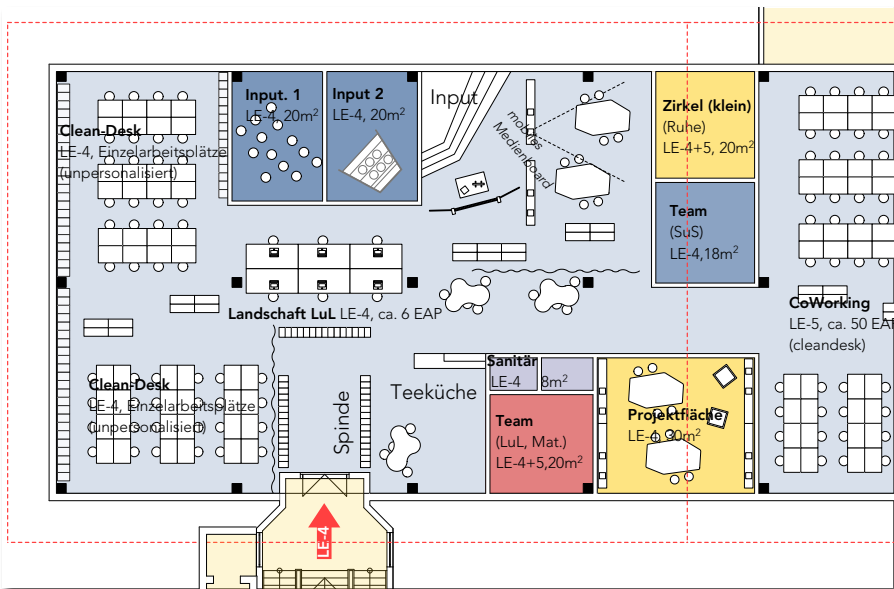 Clean-Desk
LE-4, Einzelarbeitsplätze
(unpersonalisiert)
Input. 1
LE-4, 20m²
Input 2
LE-4, 20m²
Input
mobiles
Medienboard
Zirkel (klein)
(Ruhe)
LE-4+5, 20m²
Team
(SuS)
LE-4,18m²
Landschaft LuL LE-4, ca. 6 EAP
CoWorking
LE-5, ca. 50 EAP
(cleandesk)
Clean-Desk
LE-4, Einzelarbeitsplätze
(unpersonalisiert)
Spinde
Teeküche
Sanitär
LE-4 8m²
Team
(LuL, Mat.)
LE-4+5,20m²
Projektfläche
LE-4, 30m²
LE-4